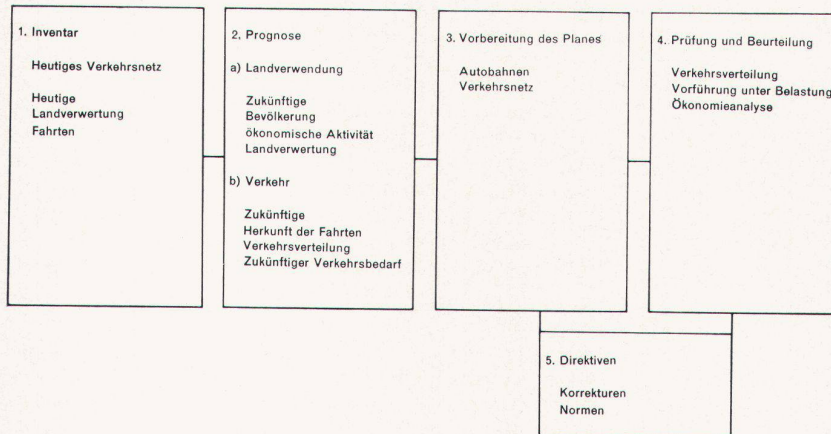 1. Inventar
Heutiges Verkehrsnetz
Heutige
Landverwertung
Fahrten
2. Prognose
a) Landverwendung
Zukünftige
Bevölkerung
ökonomische Aktivität
Landverwertung
b) Verkehr
Zukünftige
Herkunft der Fahrten
Verkehrsverteilung
Zukünftiger Verkehrsbedarf
3. Vorbereitung des Planes
Autobahnen
Verkehrsnetz
4. Prüfung und Beurteilung
Verkehrsverteilung
Vorführung unter Belastung
Ökonomieanalyse
5. Direktiven
Korrekturen
Normen